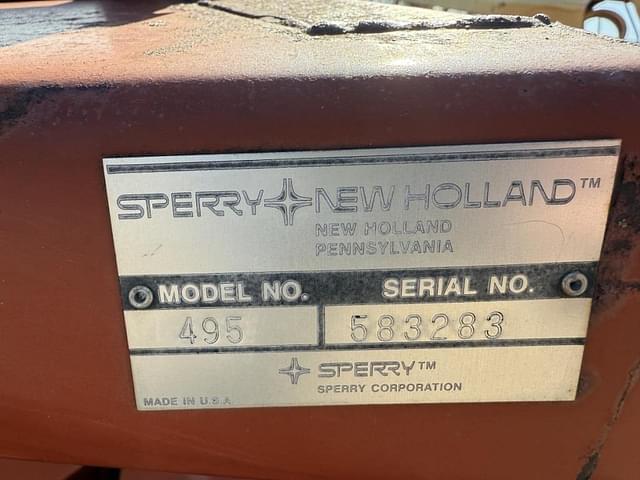 SPERRY NEW HOLLAND™
NEW HOLLAND
PENNSYLVANIA
MODEL NO. SERIAL NO.
495 583283
SPERRY™
SPERRY CORPORATION
MADE IN U.S.A